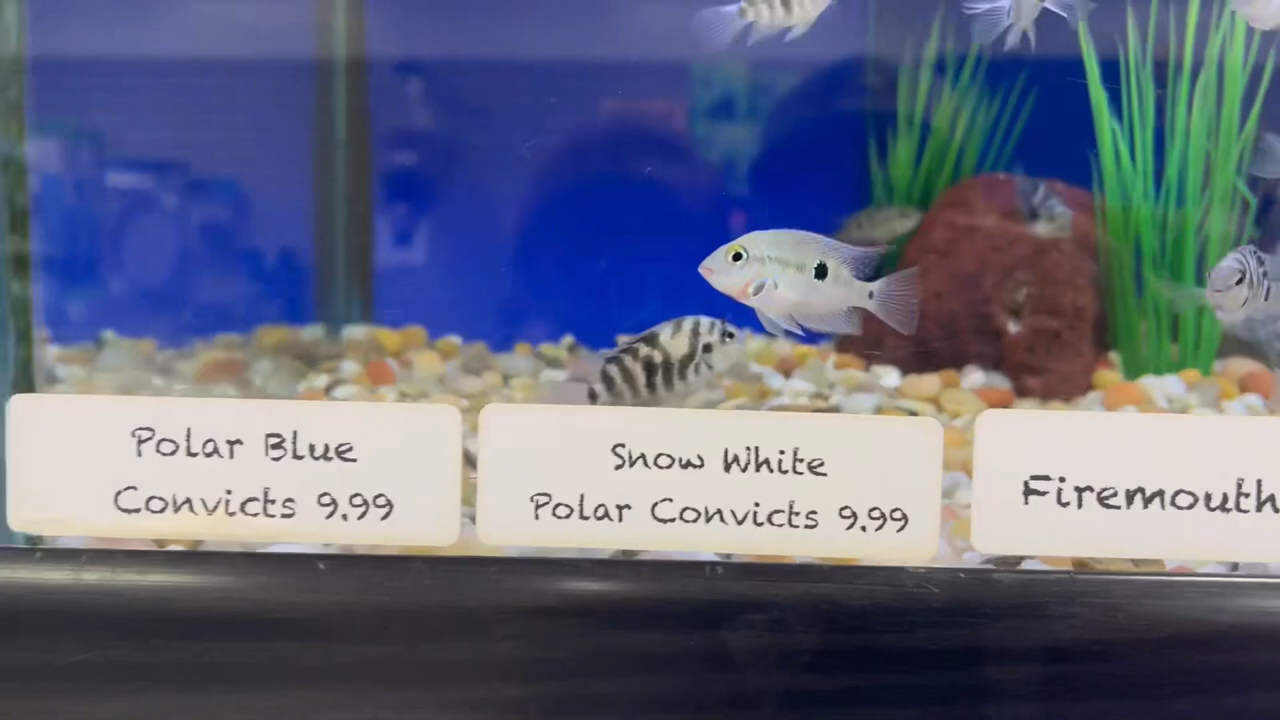 Polar Blue
Convicts 9.99
Snow White
Polar Convicts 9.99
Firemouth